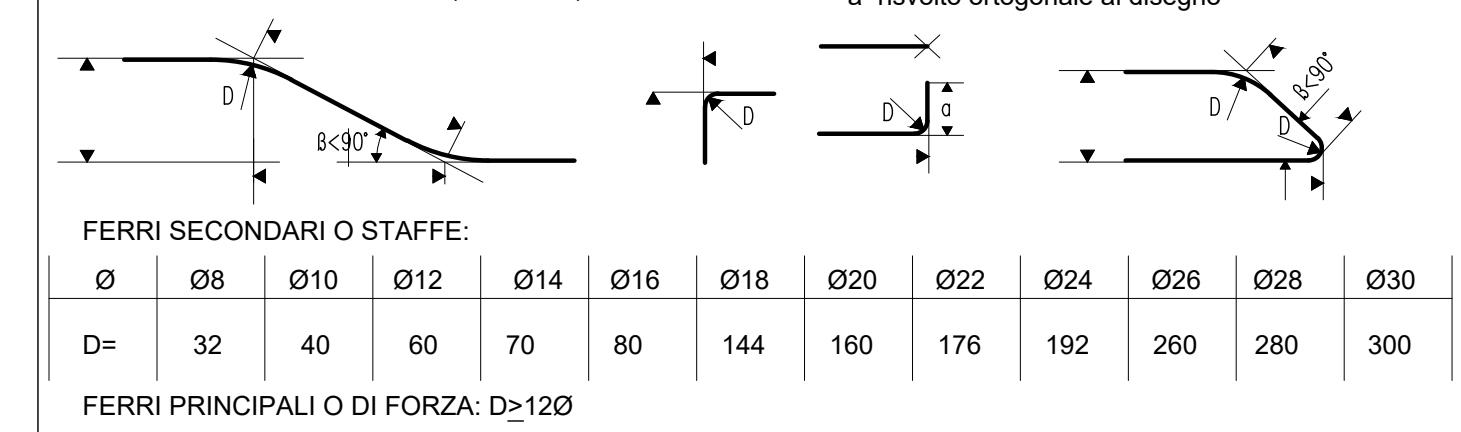 a=risvolto ortogonale al disegno
D
ß<90°
D
D
a
D
ß<90°
D
FERRI SECONDARI O STAFFE:
Ø Ø8 Ø10 Ø12 Ø14 Ø16 Ø18 Ø20 Ø22 Ø24 Ø26 Ø28 Ø30
D= 32 40 60 70 80 144 160 176 192 260 280 300
FERRI PRINCIPALI O DI FORZA: D≥12Ø